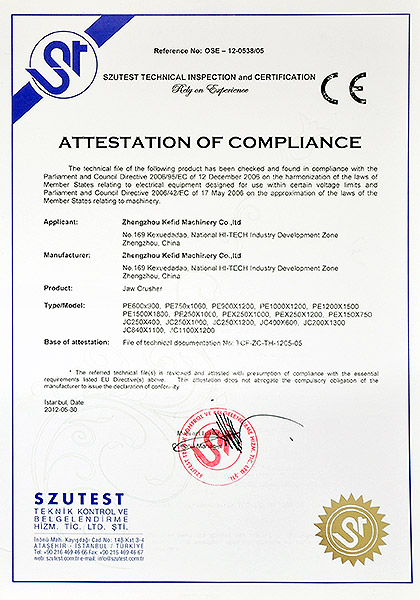 Reference No: OSE – 12-0538/05
SZUTEST TECHNICAL INSPECTION and CERTIFICATION
Rely on Experience
CE
ATTESTATION OF COMPLIANCE
The technical file of the following product has been checked and found in compliance with the
Parliament and Council Directive 2006/95/EC of 12 December 2006 on the harmonization of the laws of
Member States relating to electrical equipment designed for use within certain voltage limits and
Parliament and Council Directive 2006/42/EC of 17 May 2006 on the approximation of the laws of the
Member States relating to machinery.
Applicant: Zhengzhou Kefid Machinery Co.,ltd
No.169 Kexuedadao, National HI-TECH Industry Development Zone
Zhengzhou, China
Manufacturer: Zhengzhou Kefid Machinery Co.,ltd
No.169 Kexuedadao, National HI-TECH Industry Development Zone
Zhengzhou, China
Product: Jaw Crusher
Type/Model: PE600x900, PE750x1060, PE900X1200, PE1000X1200, PE1200X1500
PE1500X1800, PE250X1000, PEX250X1000, PEX250X1200, PEX150X750
JC250X400, JC250X1000, JC250X1200, JC400X600, JC200X1300
JC840X1100, JC1100X1200
Base of attestation: File of technical documentation No: TCF-ZC-TH-1205-05
* The referred technical file(s) is reviewed and attested with presumption of compliance with the essential
requirements listed EU Directive(s) above. This attestation does not abrogate the compulsory obligation of the
manufacturer to issue the declaration of conformity.
Istanbul, Date
2012-05-30
Manager
SZUTEST
TEKNİK KONTROL VE
BELGELENDİRME
HİZM. TİC. LTD. ŞTİ.
İnönü Mah. Kayışdağı Cad No: 148 Kat 3-4
ATAŞEHİR - İSTANBUL / TÜRKİYE
Tel: +90 216 469 46 66 Fax: +90 216 469 46 67
web: szutest.com.tr - mail: info@szutest.com.tr